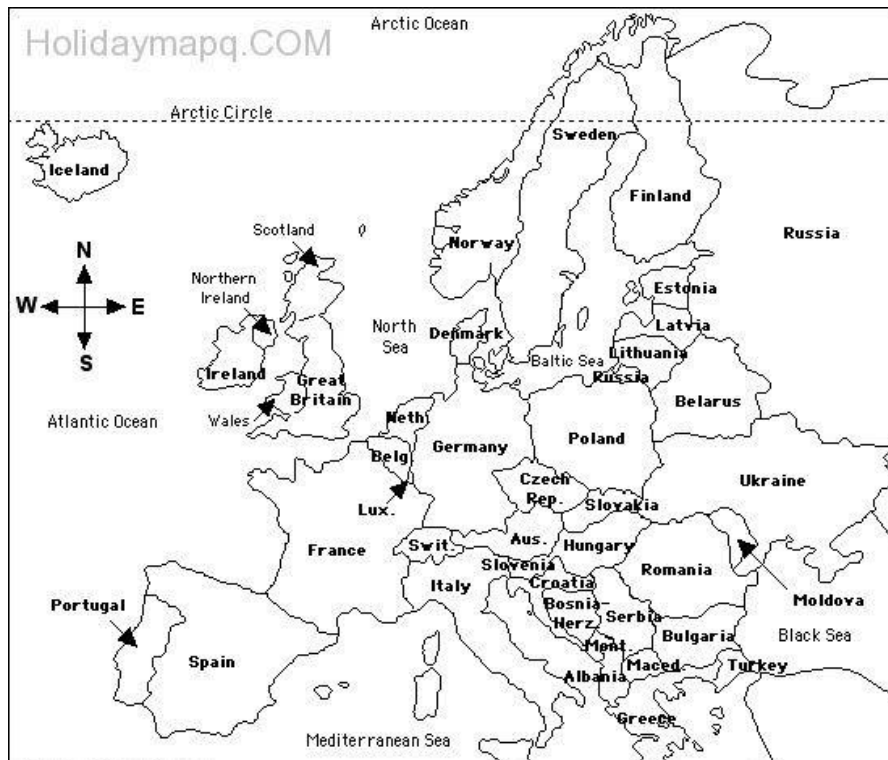 Arctic Ocean
HolidaymapQ.COM
Arctic Circle
Sweden
Iceland
Finland
Scotland
Norway
Russia
N
Northern
Ireland
W
E
Estonia
S
North
Sea
Denmark
Latvia
Baltic Sea
Lithuania
Ireland
Great
Britain
Russia
Belarus
Atlantic Ocean
Wales
Neth
Germany
Poland
Belg
Czech
Rep.
Ukraine
Slovakia
Lux.
Aus.
France
Swit.
Hungary
Slovenia
Romania
Italy
Croatia
Portugal
Bosnia-
Herz.
Serbia
Moldova
Bulgaria
Black Sea
Mont.
Spain
Maced
Turkey
Albania
Greece
Mediterranean Sea